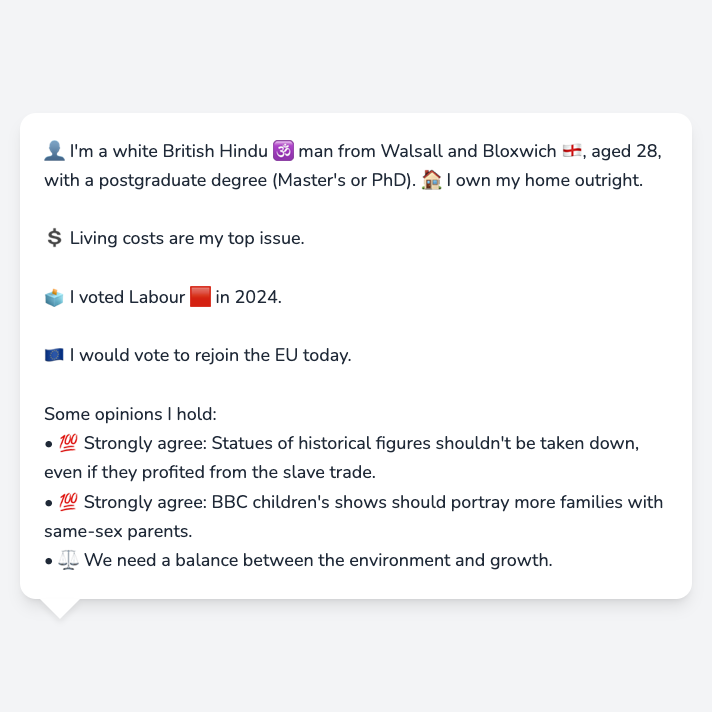 👤 I'm a white British Hindu 🕉️ man from Walsall and Bloxwich 🏴󠁧󠁢󠁥󠁮󠁧󠁿, aged 28,
with a postgraduate degree (Master's or PhD). 🏠 I own my home outright.
💲 Living costs are my top issue.
🗳️ I voted Labour 🟥 in 2024.
🇪🇺 I would vote to rejoin the EU today.
Some opinions I hold:
• 💯 Strongly agree: Statues of historical figures shouldn't be taken down,
even if they profited from the slave trade.
• 💯 Strongly agree: BBC children's shows should portray more families with
same-sex parents.
• ⚖️ We need a balance between the environment and growth.